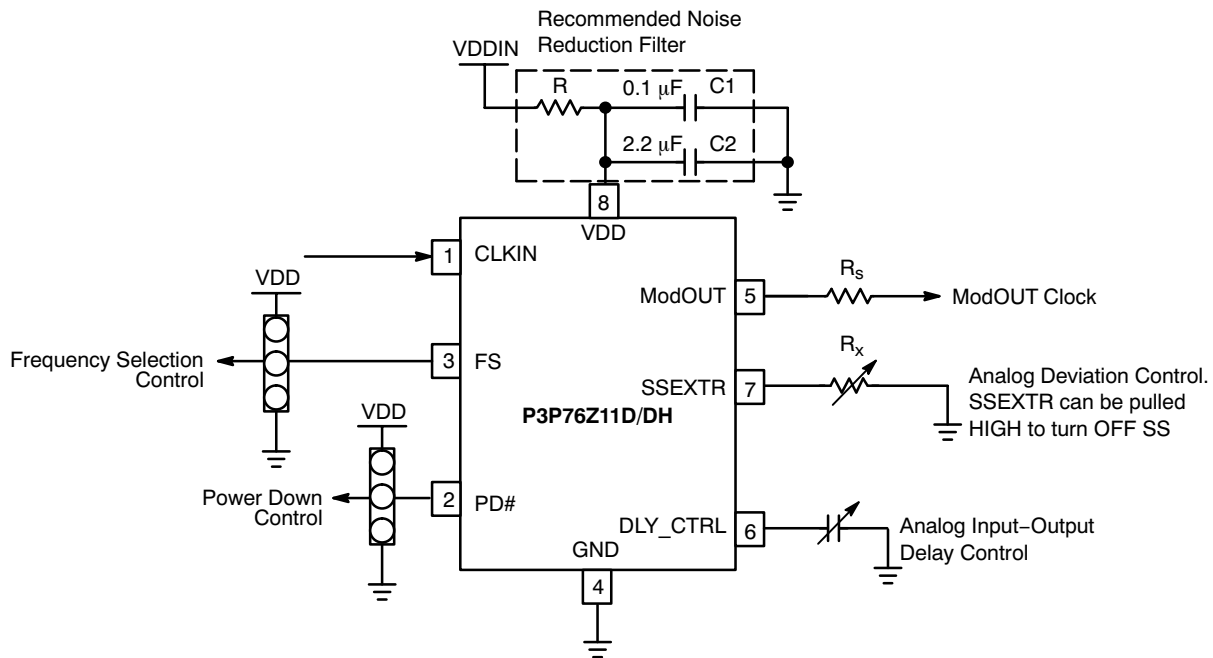 Recommended Noise
Reduction Filter
VDDIN
R
0.1 μF
C1
2.2 μF
C2
8
VDD
1
CLKIN
VDD
ModOUT
5
Rs
ModOUT Clock
Frequency Selection
Control
3
FS
SSEXTR
7
Rx
Analog Deviation Control.
SSEXTR can be pulled
HIGH to turn OFF SS
P3P76Z11D/DH
VDD
Power Down
Control
2
PD#
DLY_CTRL
6
Analog Input–Output
Delay Control
GND
4